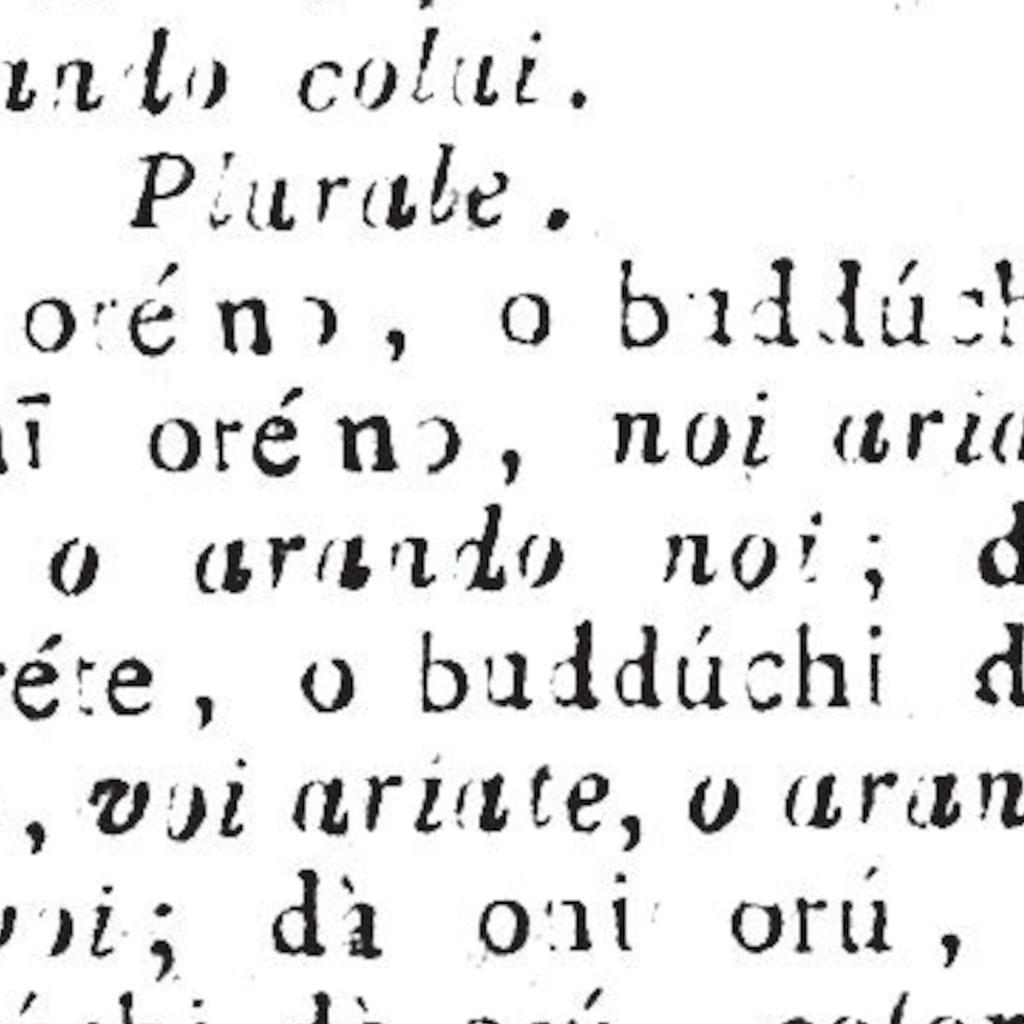 ando colui.
Plurale.
oréno, o buddúch
nī oréno, noi aria
o arando noi; d
réte, o buddúchi d
, voi ariate, o aran
voi; dà oni orú,